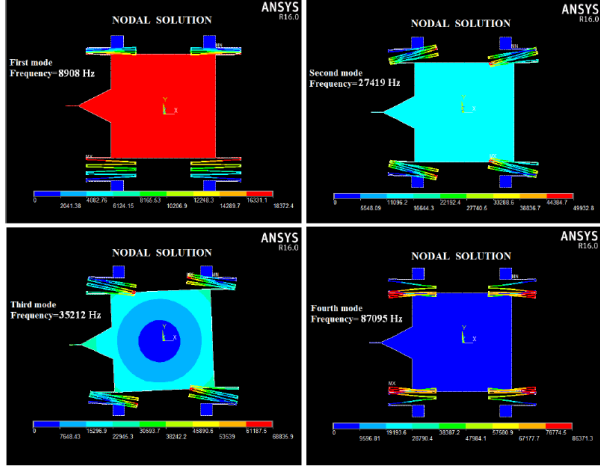 ANSYS
R16.0
NODAL SOLUTION
First mode
Frequency=8908 Hz
Y
X
MN
MX
0 4082.76 8165.53 12248.3 16331.1
2041.38 6124.15 10206.9 14289.7 18372.4
ANSYS
R16.0
NODAL SOLUTION
Second mode
Frequency=27419 Hz
MN
MX
0 11096.2 22192.4 33288.6 44384.7
5548.09 16644.3 27740.5 38836.7 49932.8
ANSYS
R16.0
NODAL SOLUTION
Third mode
Frequency=35212 Hz
Y
X
0 15296.9 30593.7 45890.6 61187.5
7648.43 22945.3 38242.2 53539 68835.9
ANSYS
R16.0
NODAL SOLUTION
Fourth mode
Frequency= 87095 Hz
Y
X
MX
0 19193.6 38387.2 57580.9 76774.5
9596.81 28790.4 47984.1 67177.7 86371.3